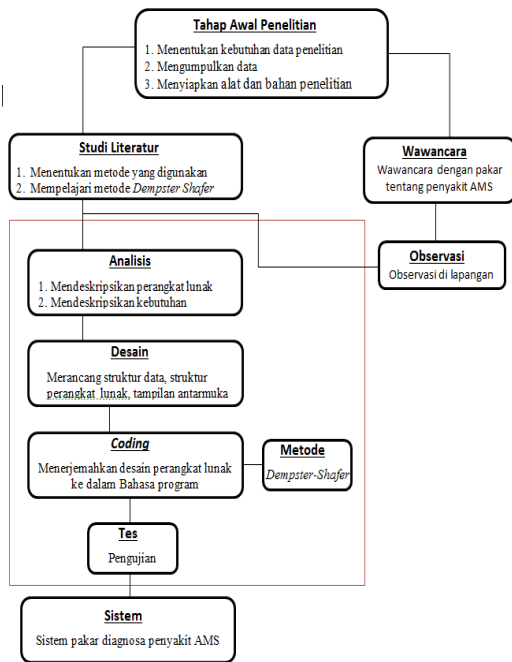 Tahap Awal Penelitian
1. Menentukan kebutuhan data penelitian
2. Mengumpulkan data
3. Menyiapkan alat dan bahan penelitian
Studi Literatur
1. Menentukan metode yang digunakan
2. Mempelajari metode Dempster Shafer
Wawancara
Wawancara dengan pakar
tentang penyakit AMS
Observasi
Observasi di lapangan
Analisis
1. Mendeskripsikan perangkat lunak
2. Mendeskripsikan kebutuhan
Desain
Merancang struktur data, struktur
perangkat lunak, tampilan antarmuka
Coding
Menerjemahkan desain perangkat lunak
ke dalam Bahasa program
Metode
Dempster-Shafer
Tes
Pengujian
Sistem
Sistem pakar diagnosa penyakit AMS